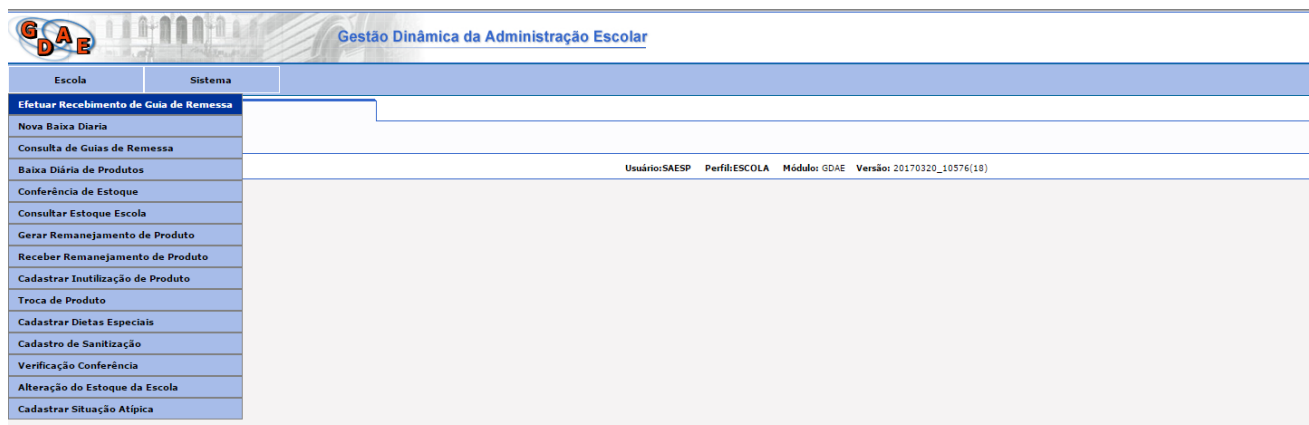 GDAE
Gestão Dinâmica da Administração Escolar
Escola Sistema
Efetuar Recebimento de Guia de Remessa
Nova Baixa Diaria
Consulta de Guias de Remessa
Baixa Diária de Produtos
Usuário:SAESP Perfil:ESCOLA Módulo: GDAE Versão: 20170320_10576(18)
Conferência de Estoque
Consultar Estoque Escola
Gerar Remanejamento de Produto
Receber Remanejamento de Produto
Cadastrar Inutilização de Produto
Troca de Produto
Cadastrar Dietas Especiais
Cadastro de Sanitização
Verificação Conferência
Alteração do Estoque da Escola
Cadastrar Situação Atípica